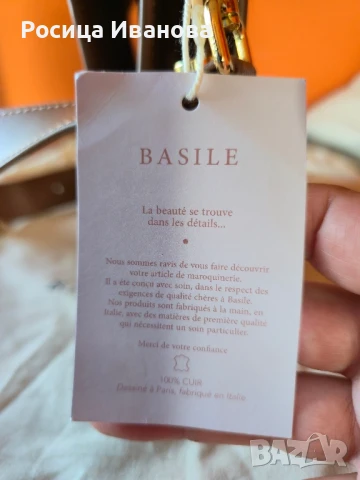 Росица Иванова
BASILE
La beauté se trouve
dans les détails...
Nous sommes ravis de vous faire découvrir
votre article de maroquinerie.
Il a été conçu avec soin, dans le respect des
exigences de qualité chères à Basile.
Nos produits sont fabriqués à la main, en
Italie, avec des matières de première qualité
qui nécessitent un soin particulier.
Merci de votre confiance
100% CUIR
Dessiné à Paris, fabriqué en Italie
bazar